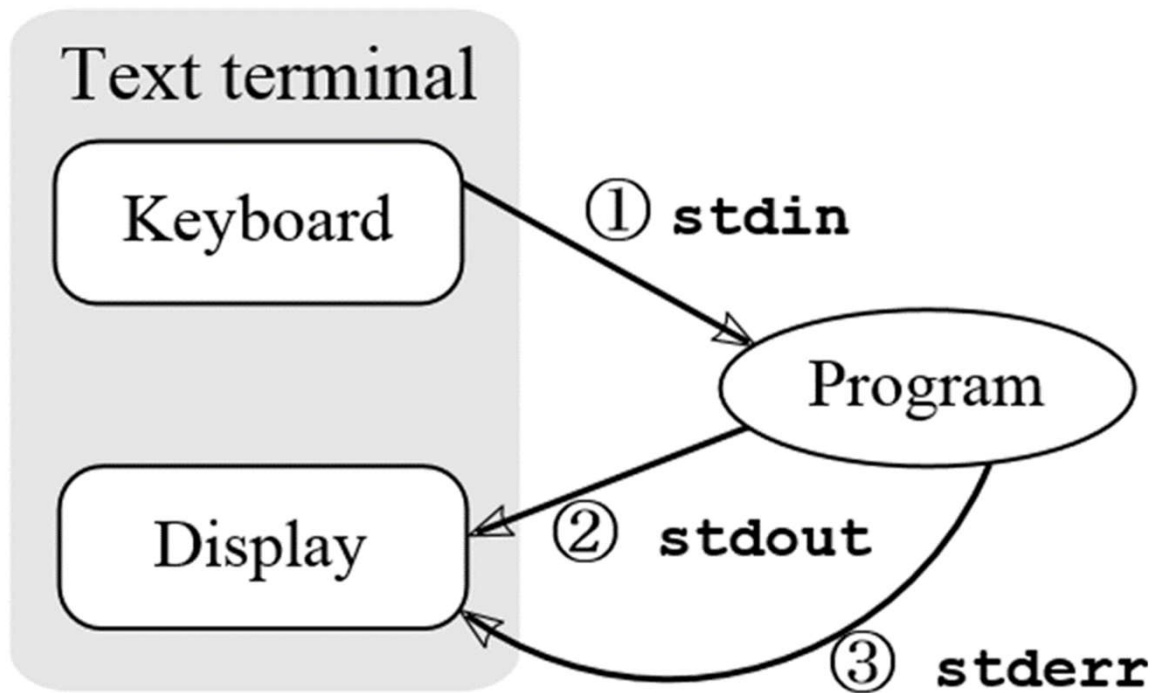 Text terminal
Keyboard
① stdin
Program
Display
② stdout
③ stderr